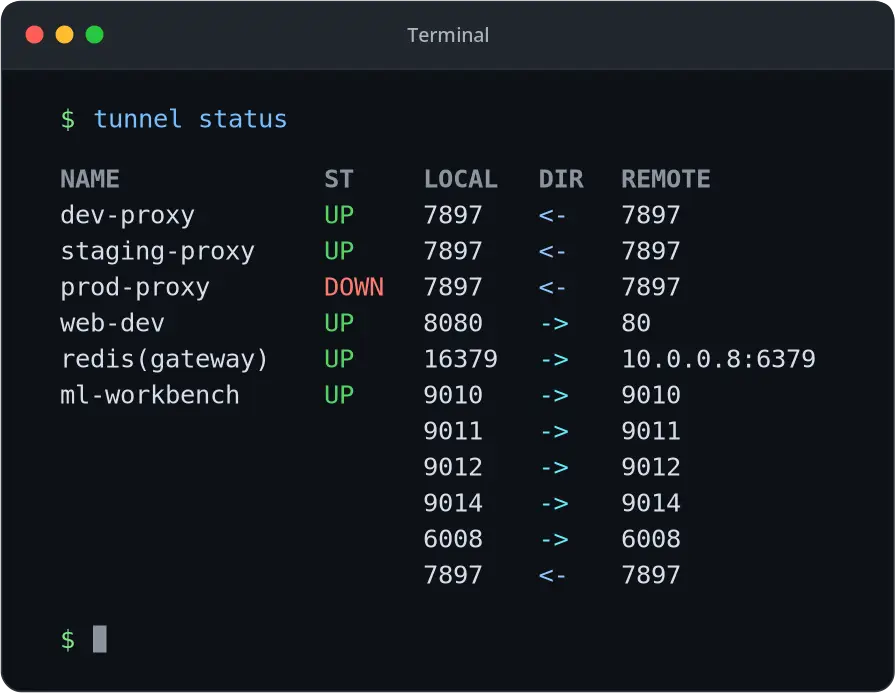 Terminal
$ tunnel status
NAME ST LOCAL DIR REMOTE
dev-proxy UP 7897 <- 7897
staging-proxy UP 7897 <- 7897
prod-proxy DOWN 7897 <- 7897
web-dev UP 8080 -> 80
redis(gateway) UP 16379 -> 10.0.0.8:6379
ml-workbench UP 9010 -> 9010
9011 -> 9011
9012 -> 9012
9014 -> 9014
6008 -> 6008
7897 <- 7897
$